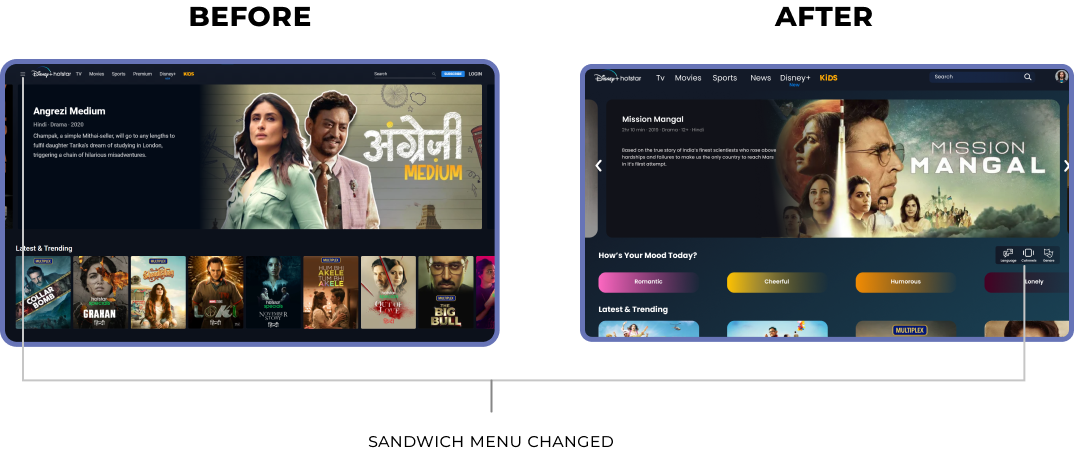 BEFORE
AFTER
Disney+ hotstar TV Movies Sports Premium Disney+ KIDS Search SUBSCRIBE LOGIN
Angrezi Medium
Hindi · Drama · 2020
Champak, a simple Mithai-seller, will go to any lengths to
fulfil daughter Tarika's dream of studying in London,
triggering a chain of hilarious misadventures.
अंग्रेज़ी
MEDIUM
Latest & Trending
MULTIPLEX
COLLAR
BOMB
hotstar
specials
GRAHAN
हिन्दी
MULTIPLEX
हिन्दी
hotstar
specials
NOVEMBER
STORY
हिन्दी
MULTIPLEX
HUM BHI
AKELE
TUM BHI
AKELE
OUT OF
LOVE
हिन्दी
MULTIPLEX
THE
BIG
BULL
Disney+ hotstar Tv Movies Sports News Disney+ KiDS Search
New
Mission Mangal
2hr 10 min · 2019 · Drama · 12+ · Hindi
Based on the true story of India's finest scientiests who rose above
hardships and failures to make us the only country to reach Mars
in it's first attempt.
MISSION
MANGAL
How's Your Mood Today?
Language Connects Genre
Romantic Cheerful Humorous Lonely
Latest & Trending
MULTIPLEX
SANDWICH MENU CHANGED